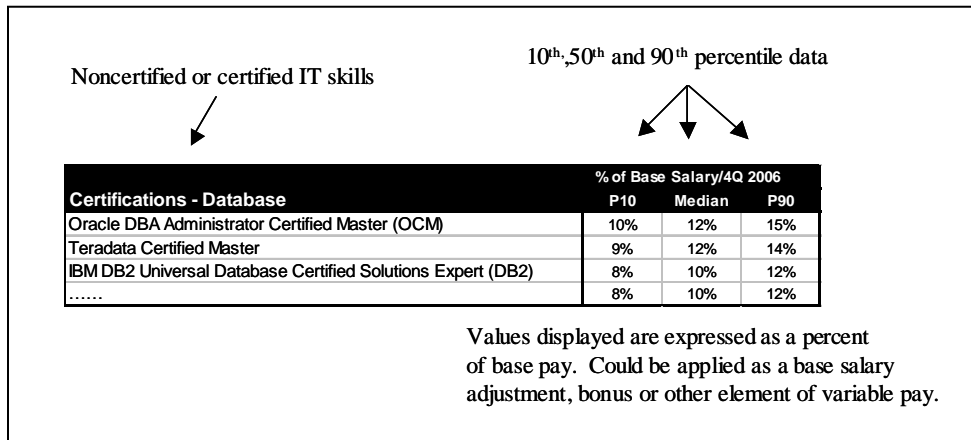 Noncertified or certified IT skills
10th,,50th and 90th percentile data
% of Base Salary/4Q 2006
Certifications - Database P10 Median P90
Oracle DBA Administrator Certified Master (OCM) 10% 12% 15%
Teradata Certified Master 9% 12% 14%
IBM DB2 Universal Database Certified Solutions Expert (DB2) 8% 10% 12%
…… 8% 10% 12%
Values displayed are expressed as a percent
of base pay. Could be applied as a base salary
adjustment, bonus or other element of variable pay.